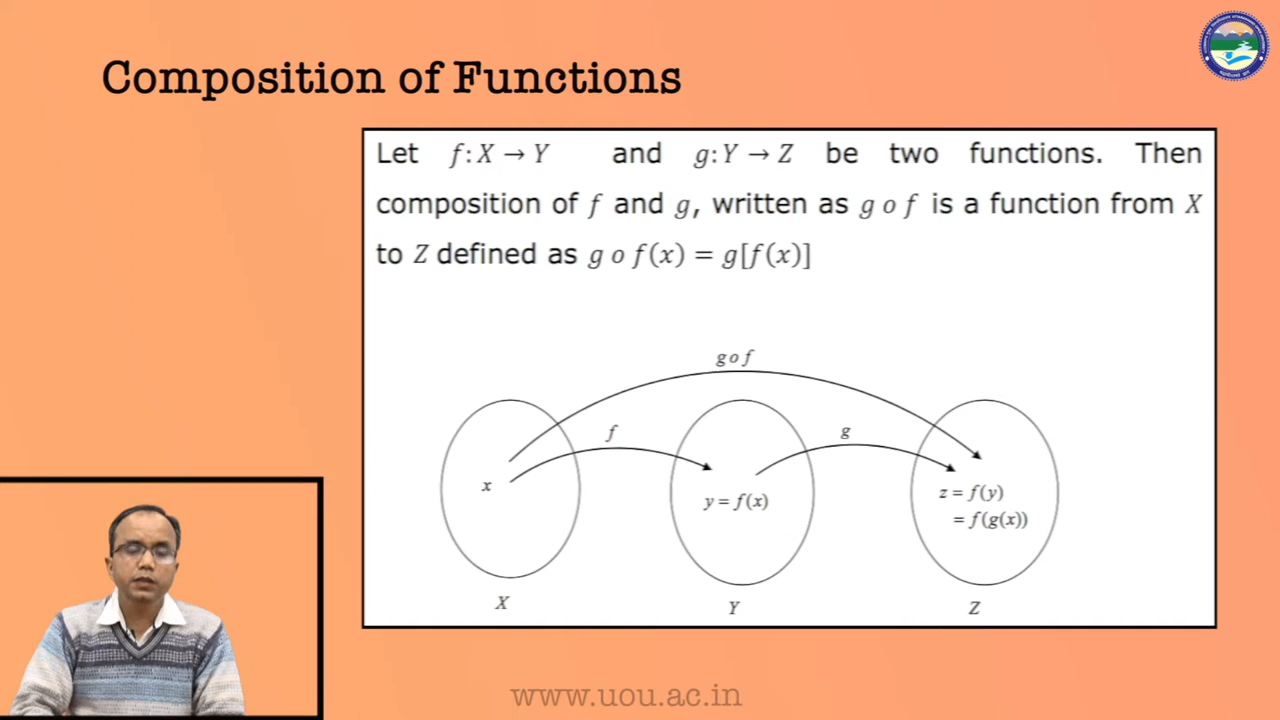 Composition of Functions
Let f:X → Y and g:Y → Z be two functions. Then
composition of f and g, written as g o f is a function from X
to Z defined as g o f(x) = g[f(x)]
g o f
f
g
x
y = f(x)
z = f(y)
= f(g(x))
X
Y
Z
www.uou.ac.in